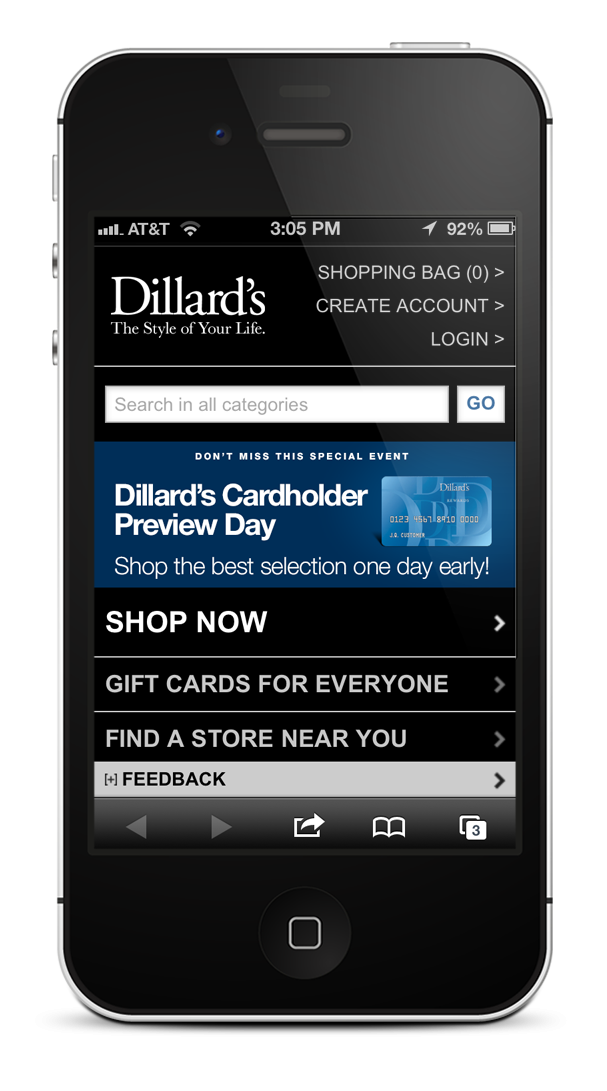 AT&T 3:05 PM 92%
Dillard's
The Style of Your Life.
SHOPPING BAG (0) >
CREATE ACCOUNT >
LOGIN >
Search in all categories GO
DON'T MISS THIS SPECIAL EVENT
Dillard's Cardholder
Preview Day
Dillard's
REWARDS
0123 4567 8910 0000
J.Q. CUSTOMER
Shop the best selection one day early!
SHOP NOW
GIFT CARDS FOR EVERYONE
FIND A STORE NEAR YOU
[+] FEEDBACK
3